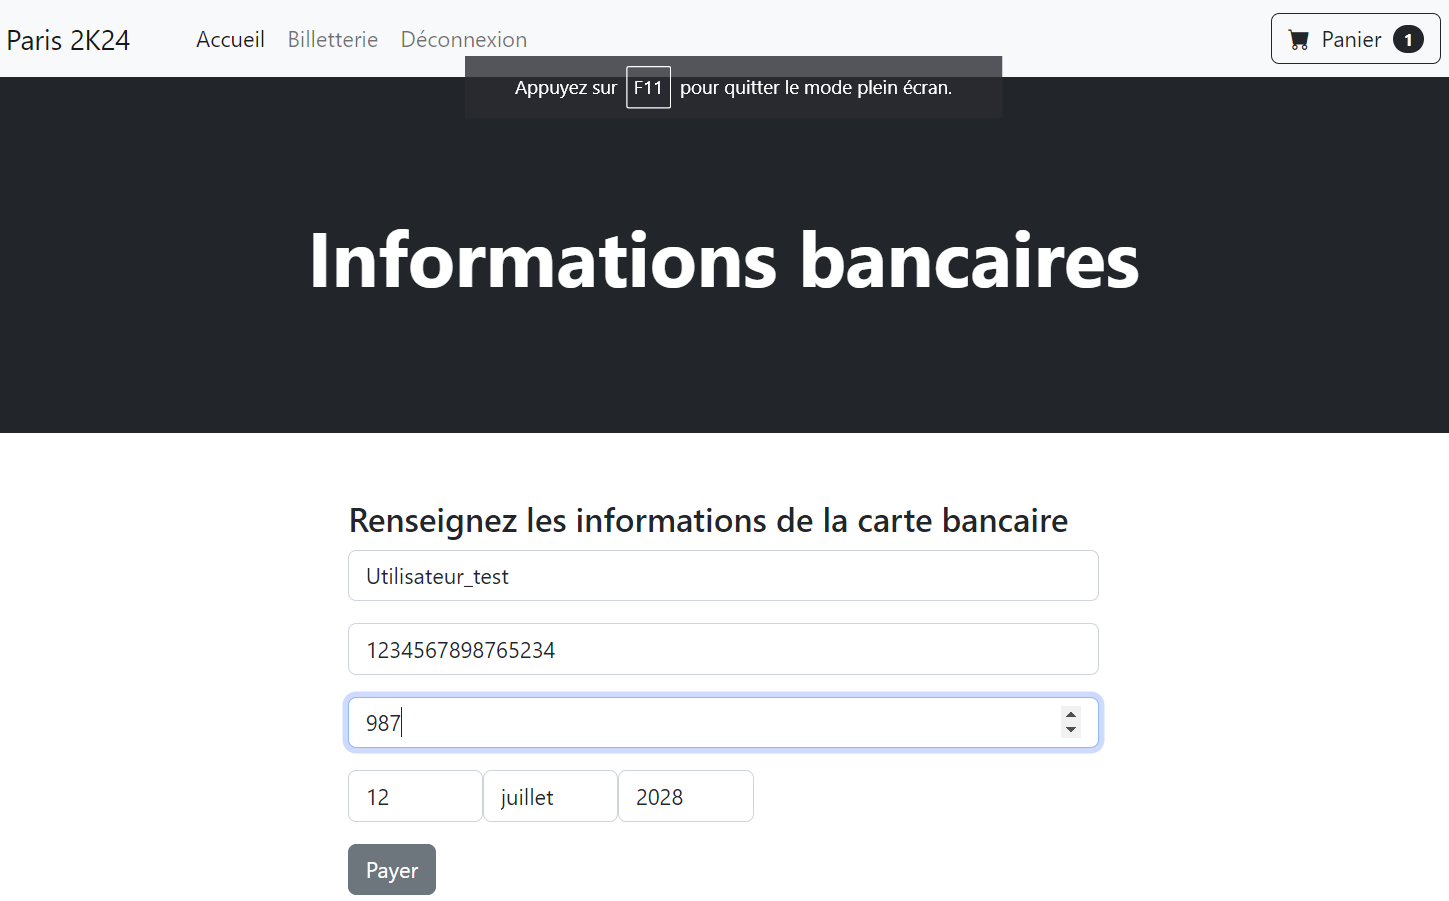 Paris 2K24 Accueil Billetterie Déconnexion Panier 1
Appuyez sur F11 pour quitter le mode plein écran.
Informations bancaires
Renseignez les informations de la carte bancaire
Utilisateur_test
1234567898765234
987
12 juillet 2028
Payer